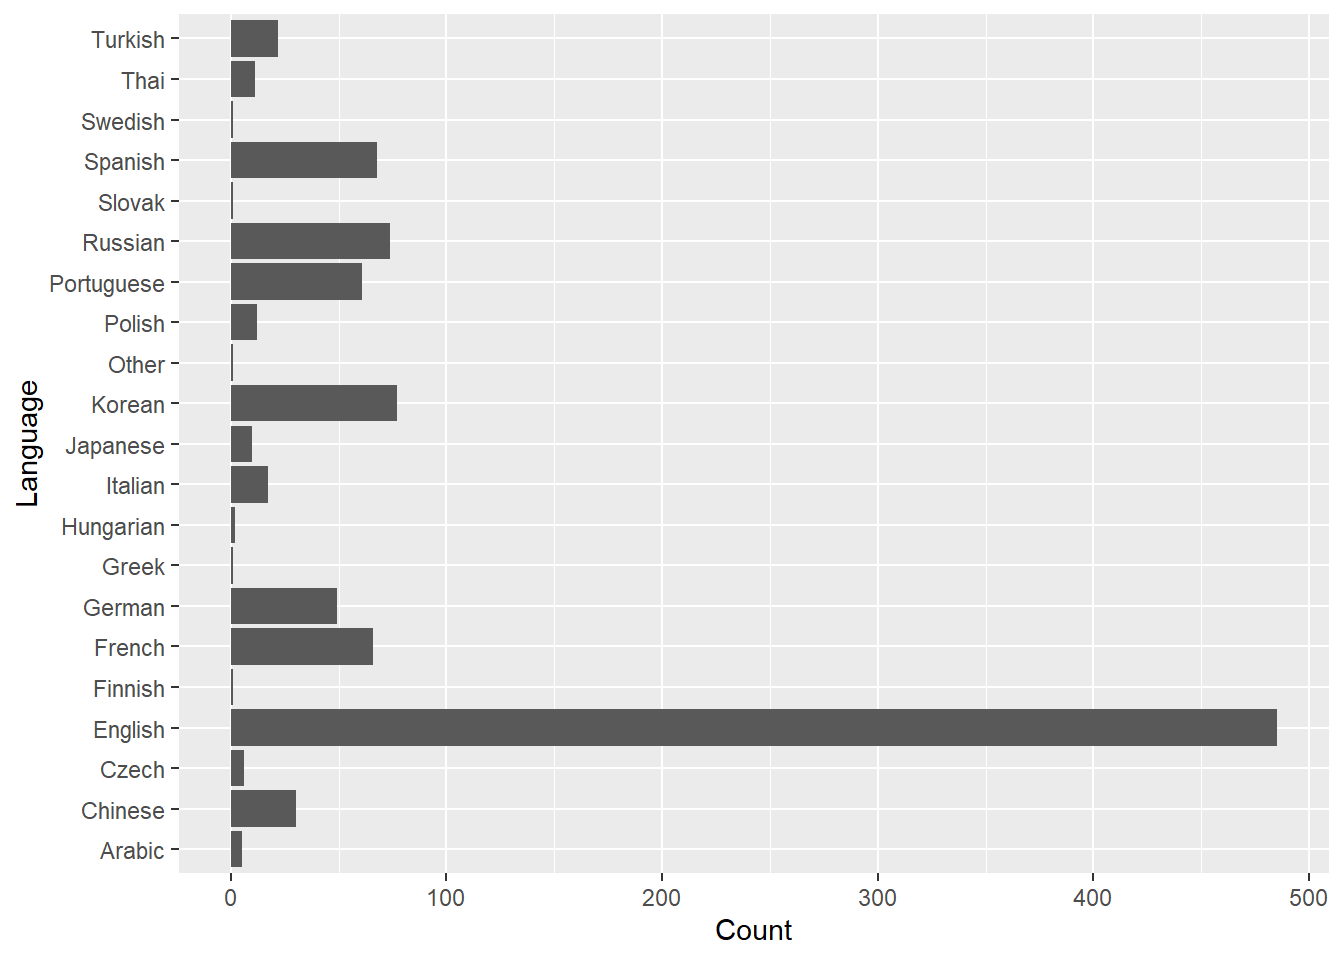 Turkish
Thai
Swedish
Spanish
Slovak
Russian
Portuguese
Polish
Other
Korean
Japanese
Italian
Hungarian
Greek
German
French
Finnish
English
Czech
Chinese
Arabic
Language
0 100 200 300 400 500
Count